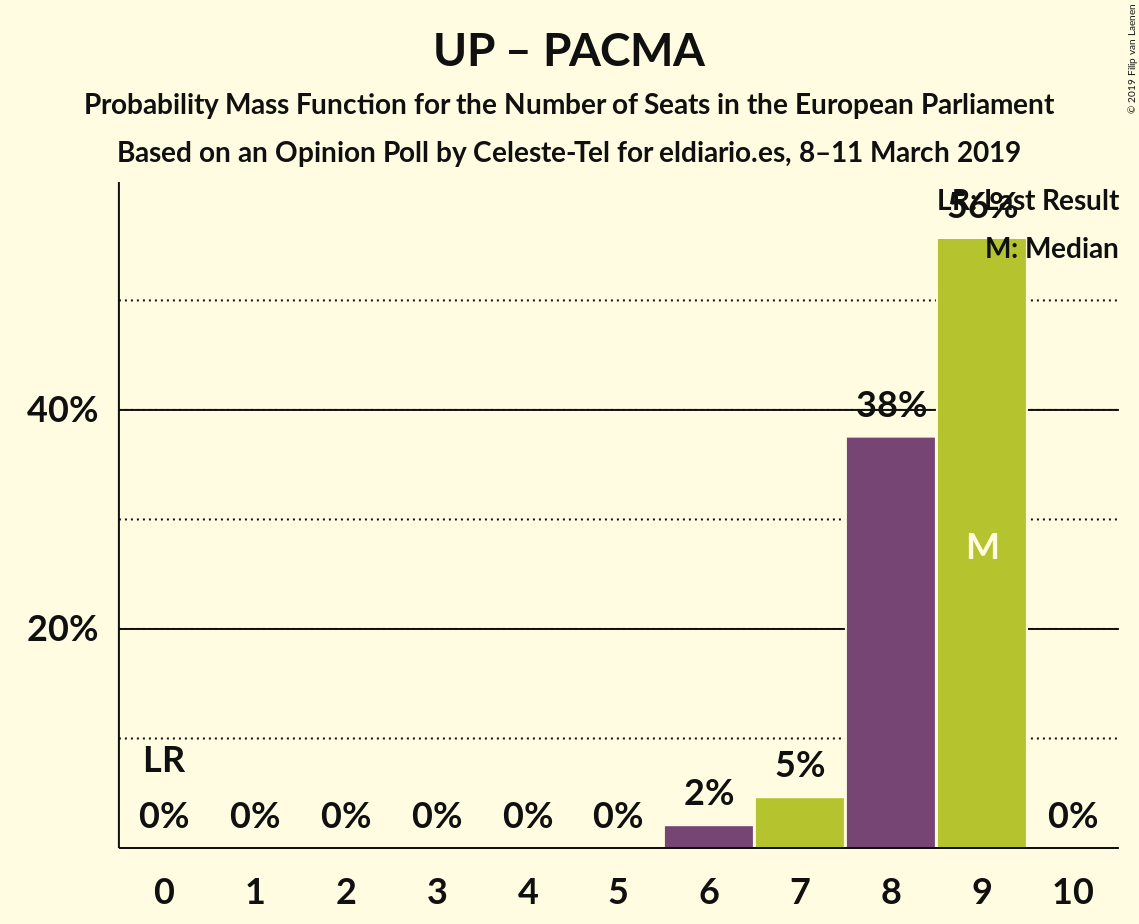 UP – PACMA
Probability Mass Function for the Number of Seats in the European Parliament
Based on an Opinion Poll by Celeste-Tel for eldiario.es, 8–11 March 2019
© 2019 Filip van Laenen
LR: Last Result
M: Median
56%
40%
38%
M
20%
LR
5%
2%
0% 0% 0% 0% 0% 0% 0%
0 1 2 3 4 5 6 7 8 9 10